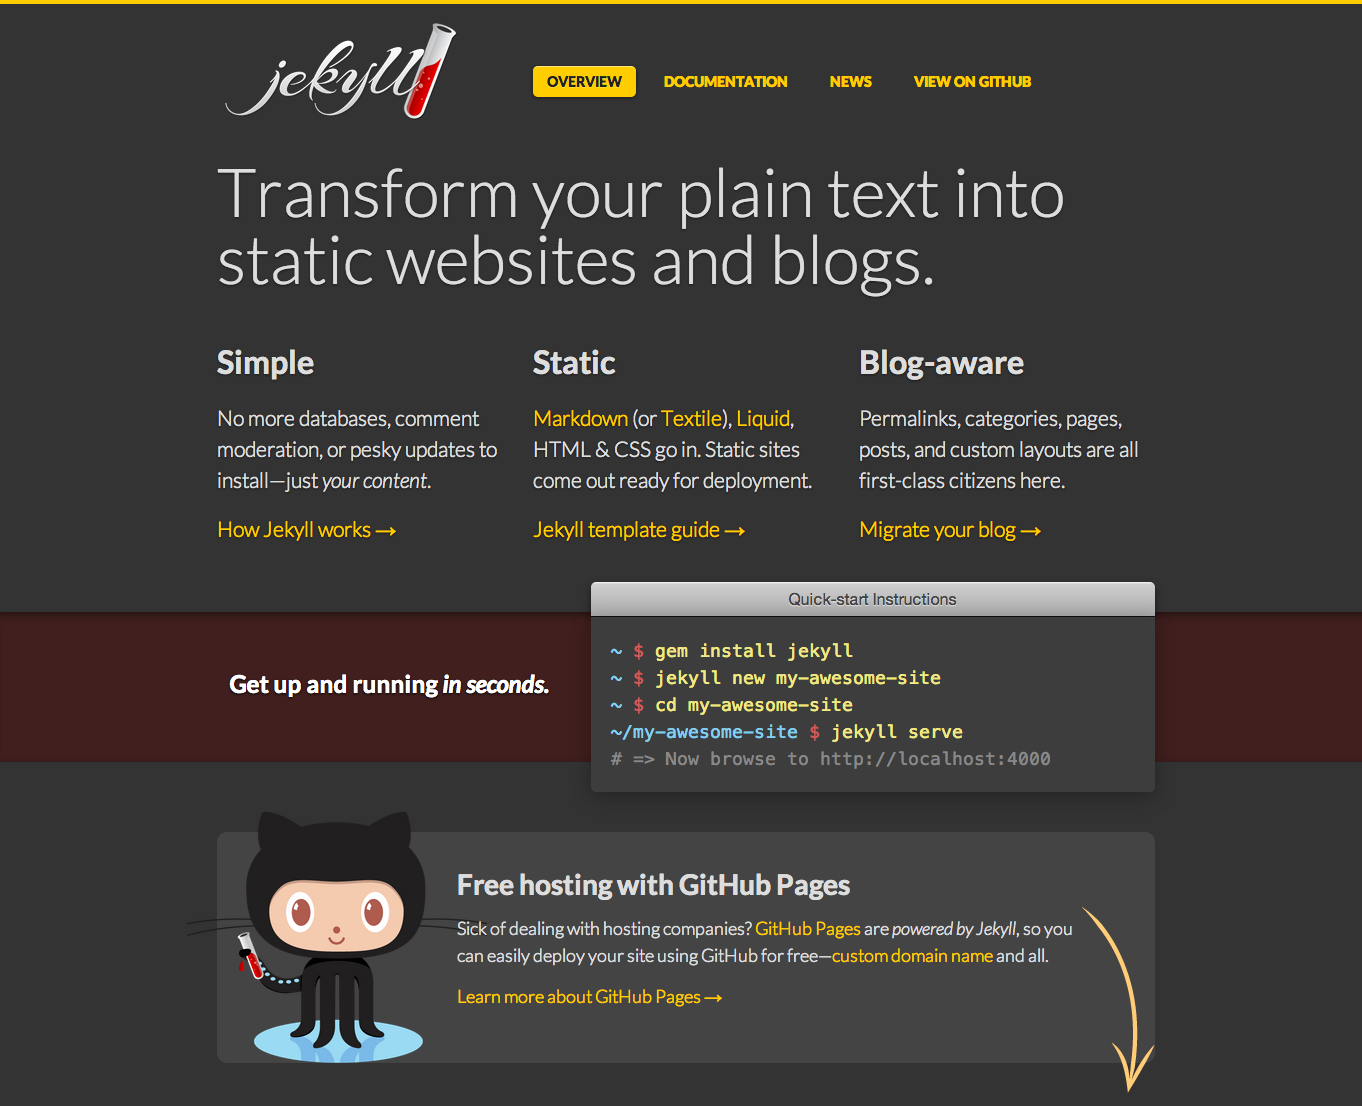 jekyll
OVERVIEW DOCUMENTATION NEWS VIEW ON GITHUB
Transform your plain text into
static websites and blogs.
Simple
No more databases, comment
moderation, or pesky updates to
install—just your content.
How Jekyll works →
Static
Markdown (or Textile), Liquid,
HTML & CSS go in. Static sites
come out ready for deployment.
Jekyll template guide →
Blog-aware
Permalinks, categories, pages,
posts, and custom layouts are all
first-class citizens here.
Migrate your blog →
Get up and running in seconds.
Quick-start Instructions
~ $ gem install jekyll
~ $ jekyll new my-awesome-site
~ $ cd my-awesome-site
~/my-awesome-site $ jekyll serve
# => Now browse to http://localhost:4000
Free hosting with GitHub Pages
Sick of dealing with hosting companies? GitHub Pages are powered by Jekyll, so you
can easily deploy your site using GitHub for free—custom domain name and all.
Learn more about GitHub Pages →